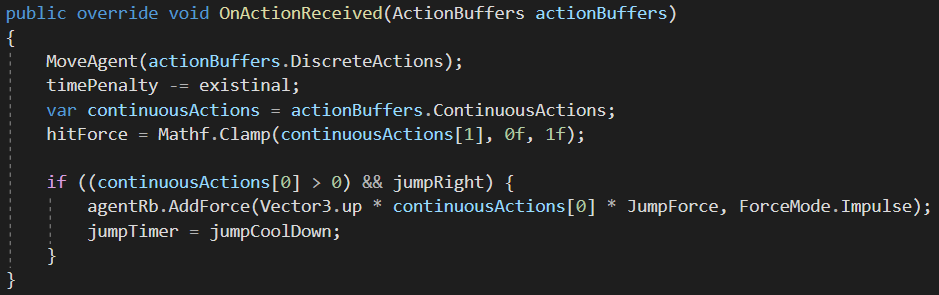 public override void OnActionReceived(ActionBuffers actionBuffers)
{
    MoveAgent(actionBuffers.DiscreteActions);
    timePenalty -= existinal;
    var continuousActions = actionBuffers.ContinuousActions;
    hitForce = Mathf.Clamp(continuousActions[1], 0f, 1f);

    if ((continuousActions[0] > 0) && jumpRight) {
        agentRb.AddForce(Vector3.up * continuousActions[0] * JumpForce, ForceMode.Impulse);
        jumpTimer = jumpCoolDown;
    }
}